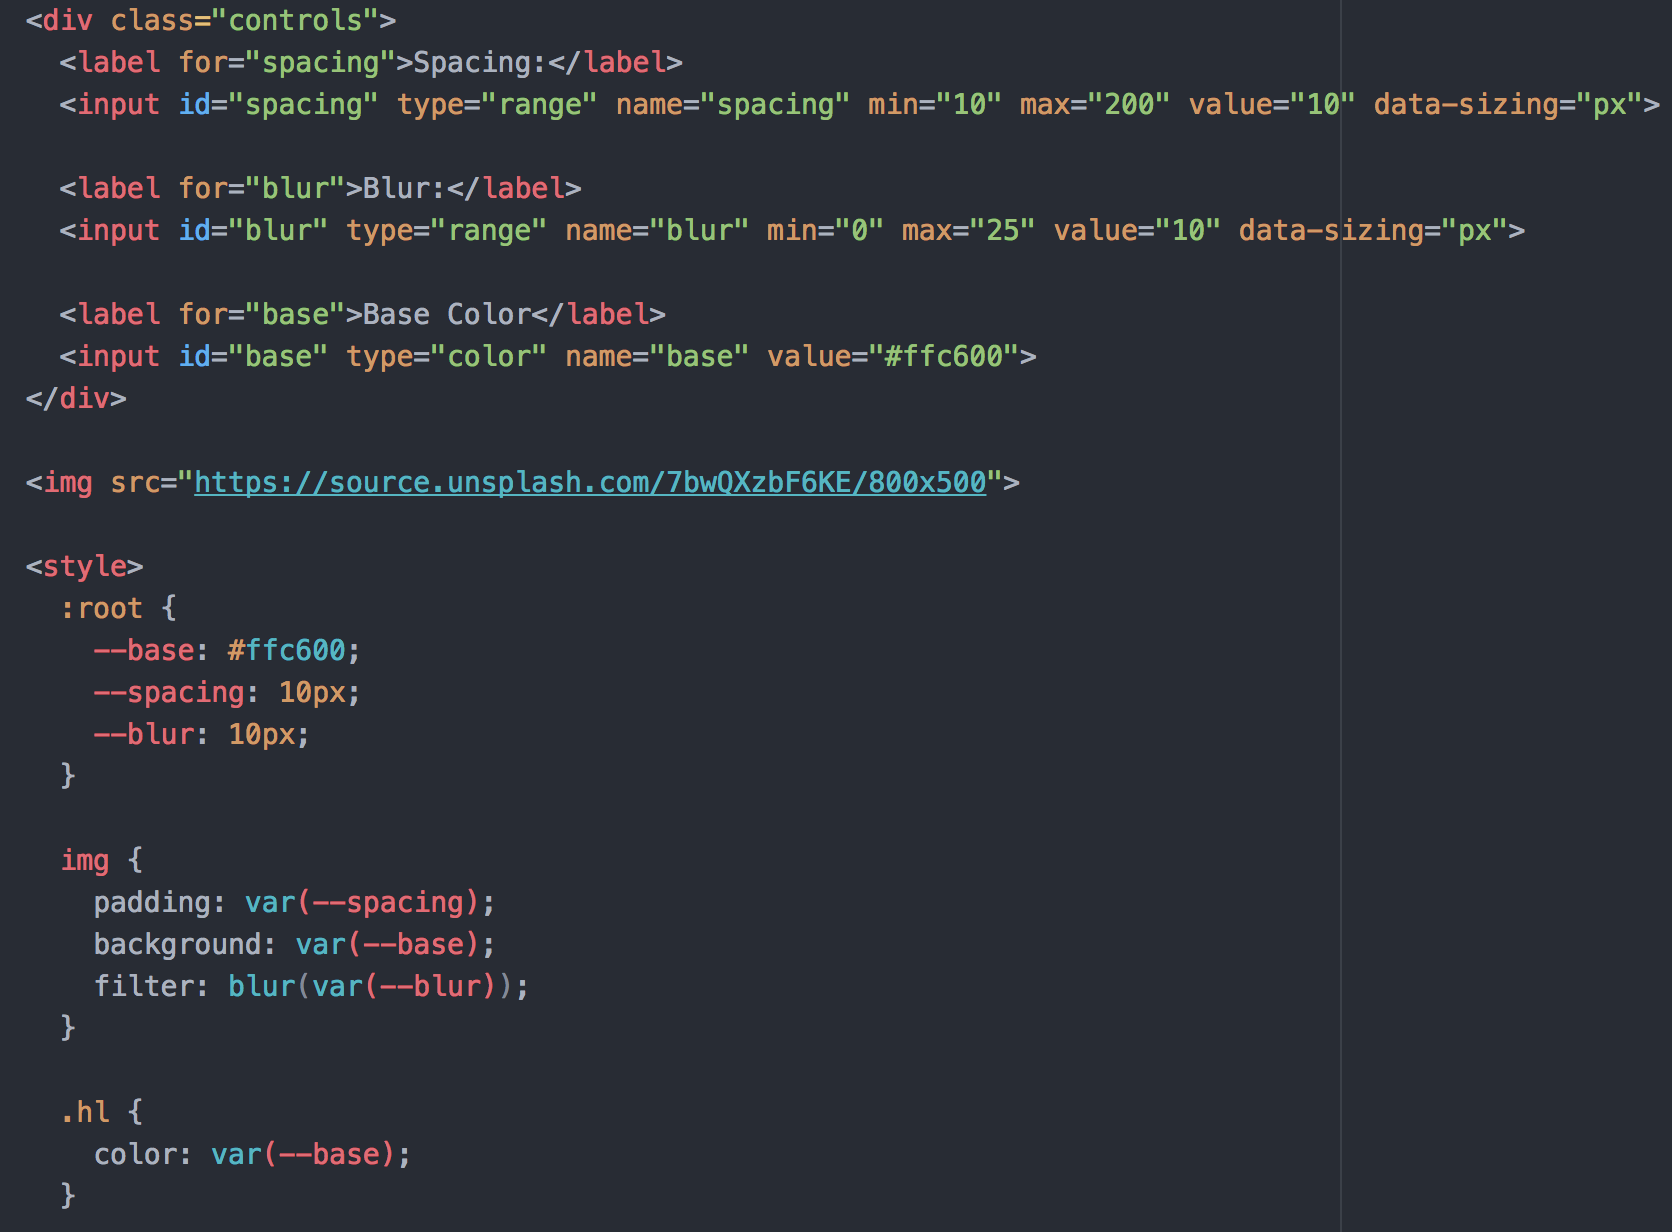 <div class="controls">
  <label for="spacing">Spacing:</label>
  <input id="spacing" type="range" name="spacing" min="10" max="200" value="10" data-sizing="px">

  <label for="blur">Blur:</label>
  <input id="blur" type="range" name="blur" min="0" max="25" value="10" data-sizing="px">

  <label for="base">Base Color</label>
  <input id="base" type="color" name="base" value="#ffc600">
</div>

<img src="https://source.unsplash.com/7bwQXzbF6KE/800x500">

<style>
  :root {
    --base: #ffc600;
    --spacing: 10px;
    --blur: 10px;
  }

  img {
    padding: var(--spacing);
    background: var(--base);
    filter: blur(var(--blur));
  }

  .hl {
    color: var(--base);
  }